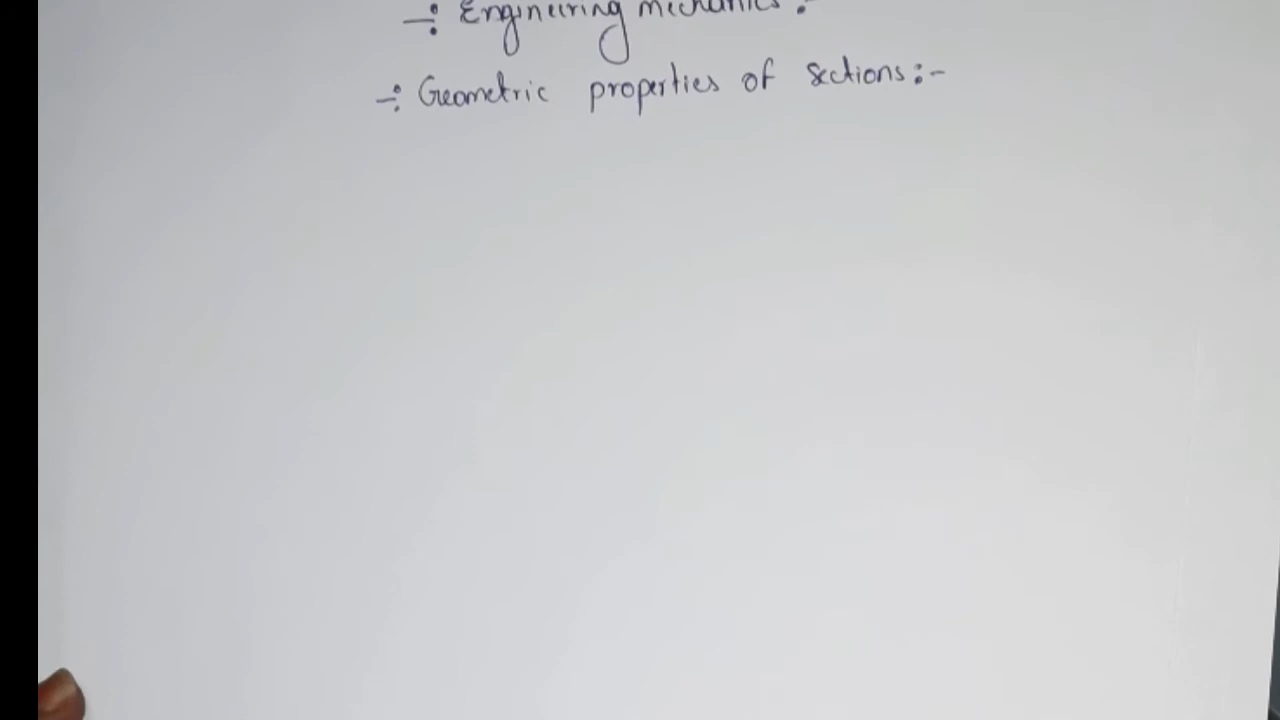 ÷ Engineering mechanics :-
÷ Geometric properties of sections :-